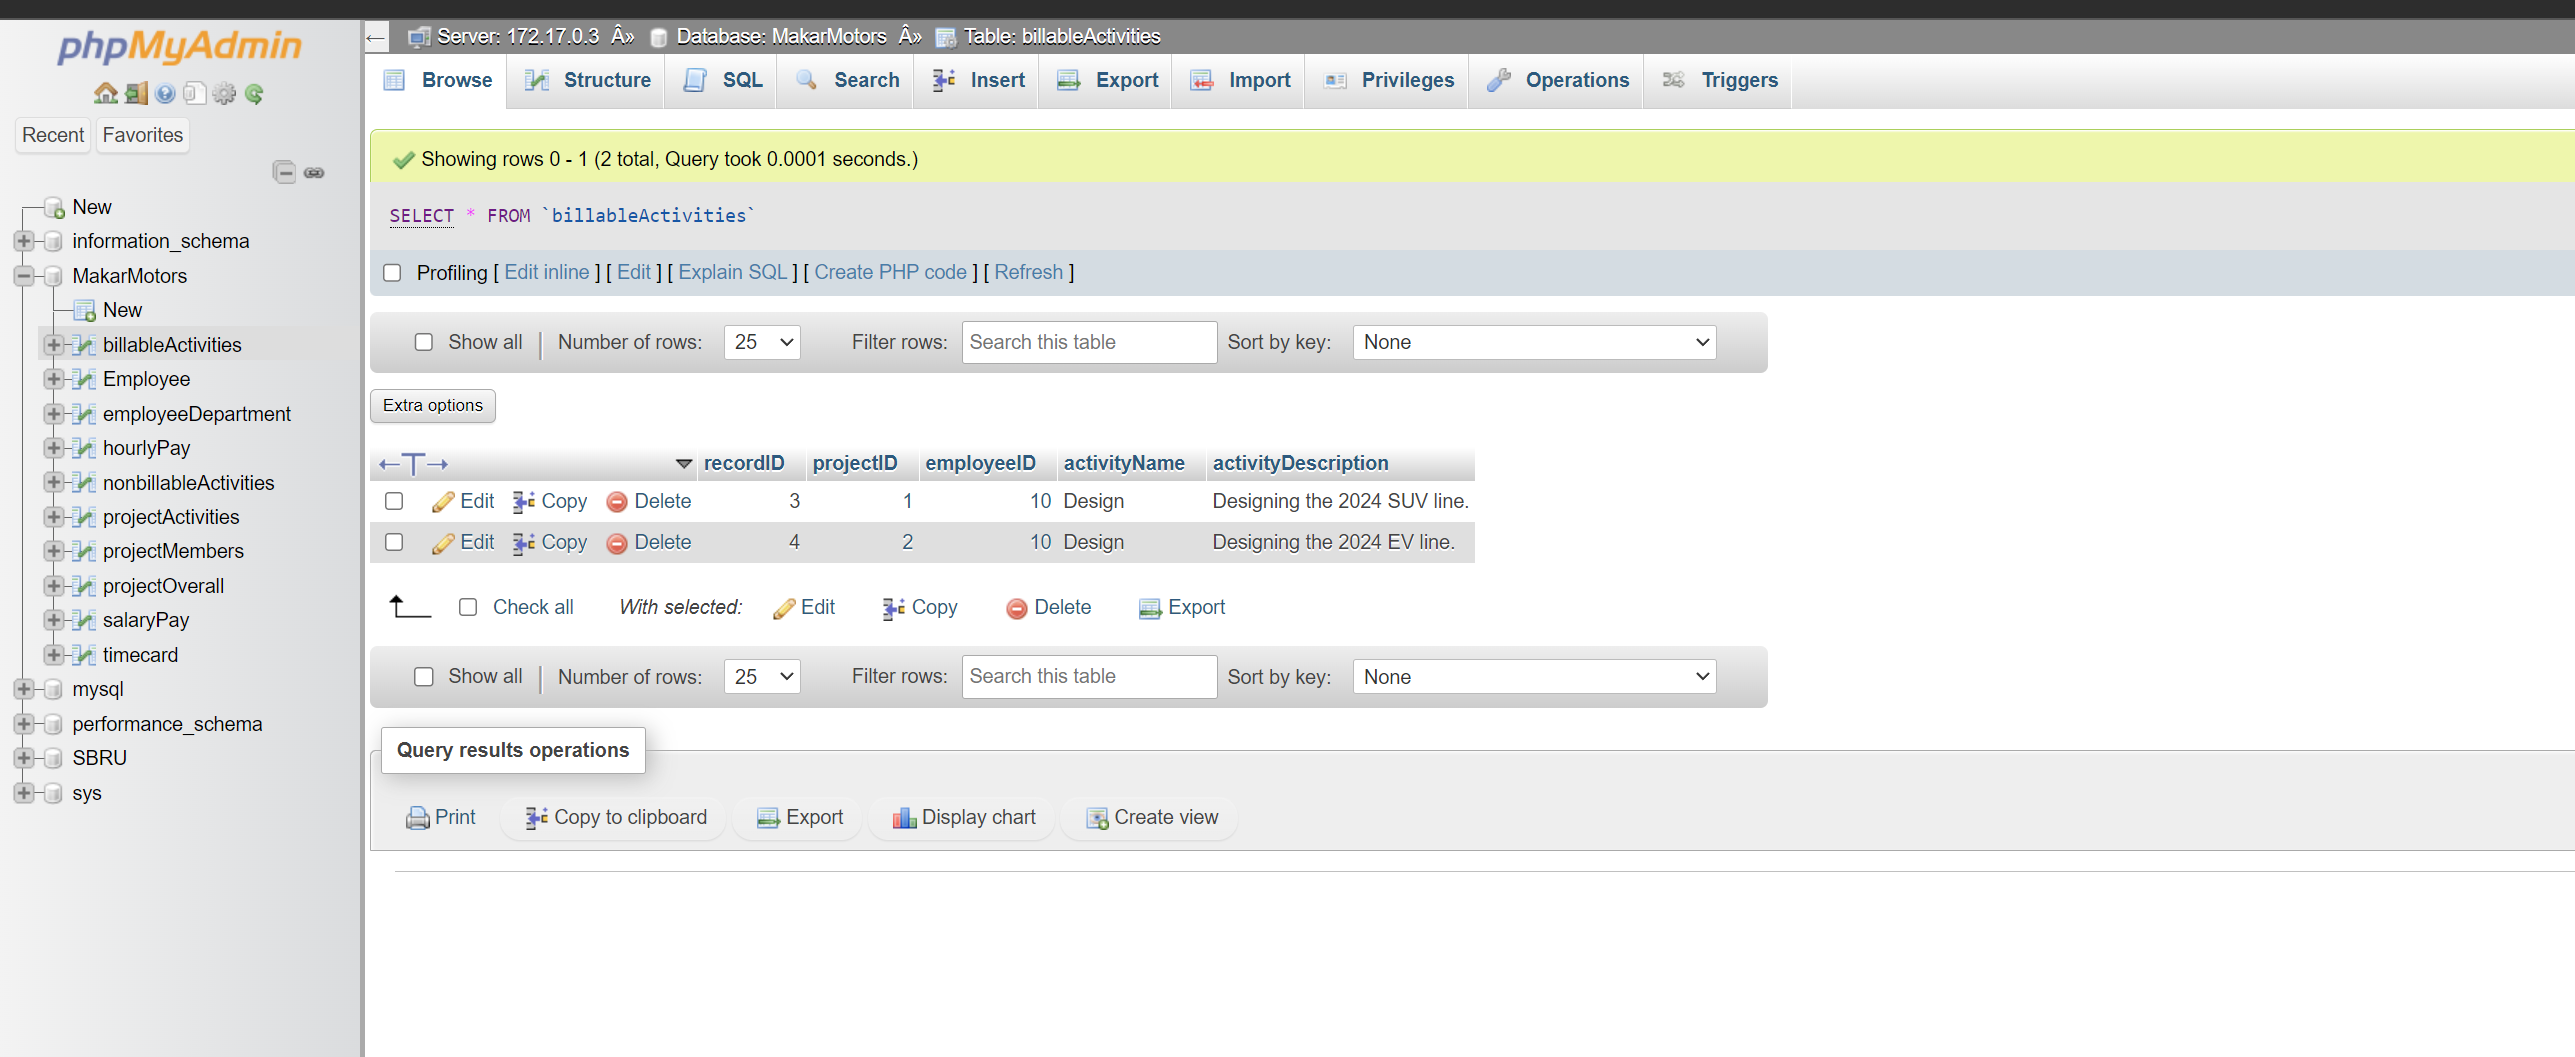 phpMyAdmin
Recent Favorites
New
information_schema
MakarMotors
New
billableActivities
Employee
employeeDepartment
hourlyPay
nonbillableActivities
projectActivities
projectMembers
projectOverall
salaryPay
timecard
mysql
performance_schema
SBRU
sys
Server: 172.17.0.3 Â» Database: MakarMotors Â» Table: billableActivities
Browse Structure SQL Search Insert Export Import Privileges Operations Triggers
Showing rows 0 - 1 (2 total, Query took 0.0001 seconds.)
SELECT * FROM `billableActivities`
Profiling [ Edit inline ] [ Edit ] [ Explain SQL ] [ Create PHP code ] [ Refresh ]
Show all Number of rows: 25 Filter rows: Search this table Sort by key: None
Extra options
recordID projectID employeeID activityName activityDescription
Edit Copy Delete 3 1 10 Design Designing the 2024 SUV line.
Edit Copy Delete 4 2 10 Design Designing the 2024 EV line.
Check all With selected: Edit Copy Delete Export
Show all Number of rows: 25 Filter rows: Search this table Sort by key: None
Query results operations
Print Copy to clipboard Export Display chart Create view